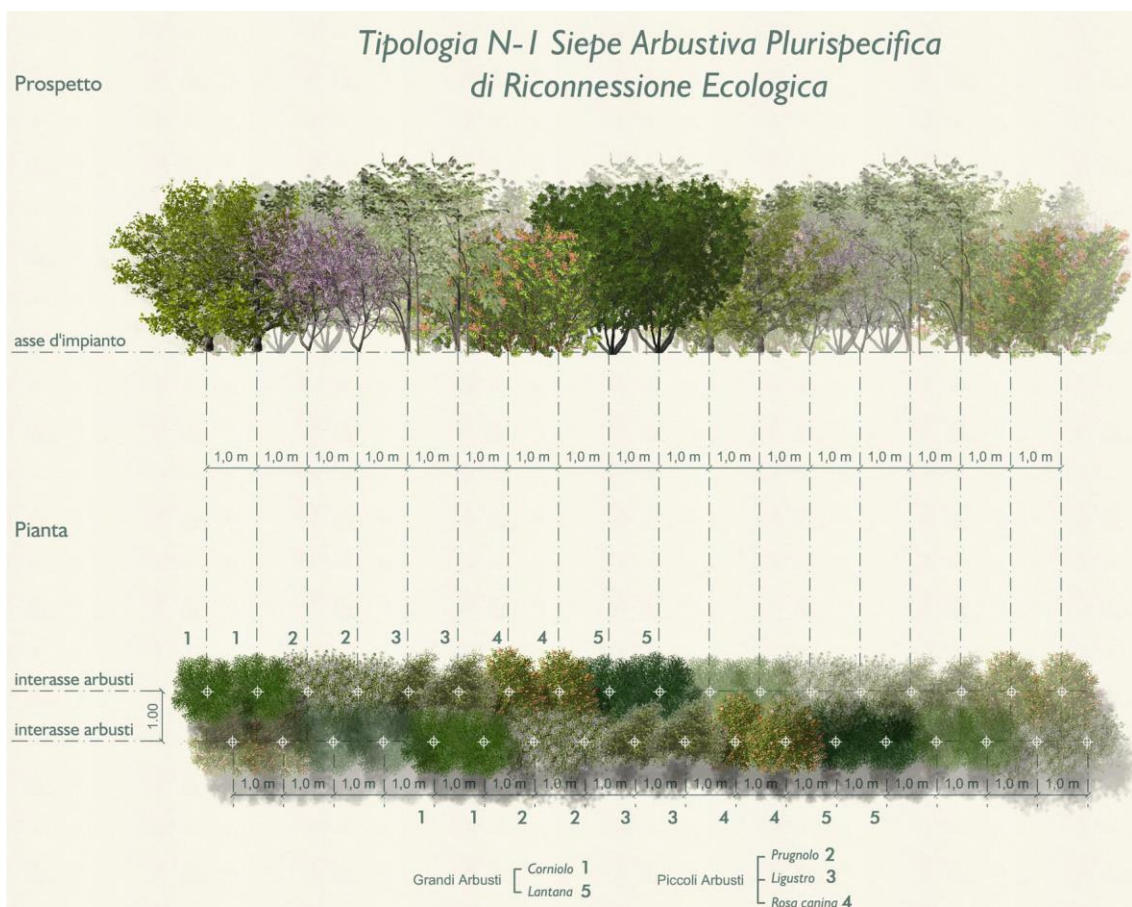 Tipologia N-1 Siepe Arbustiva Plurispecifica
di Riconnessione Ecologica
Prospetto
asse d'impianto
1,0 m 1,0 m 1,0 m 1,0 m 1,0 m 1,0 m 1,0 m 1,0 m 1,0 m 1,0 m 1,0 m 1,0 m 1,0 m 1,0 m 1,0 m 1,0 m 1,0 m
Pianta
1 1 2 2 3 3 4 4 5 5
interasse arbusti
interasse arbusti
1.00
1,0 m 1,0 m 1,0 m 1,0 m 1,0 m 1,0 m 1,0 m 1,0 m 1,0 m 1,0 m 1,0 m 1,0 m 1,0 m 1,0 m 1,0 m 1,0 m 1,0 m
1 1 2 2 3 3 4 4 5 5
Grandi Arbusti
Corniolo 1
Lantana 5
Piccoli Arbusti
Prugnolo 2
Ligustro 3
Rosa canina 4